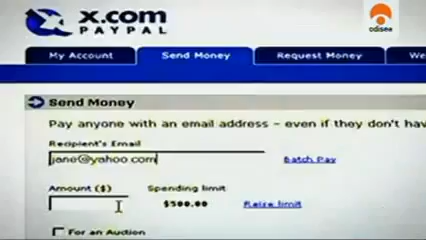 odisea
x.com
PAYPAL
My Account
Send Money
Request Money
We
Send Money
Pay anyone with an email address - even if they don't hav
Recipient's Email
jane@yahoo.com
Batch Pay
Amount ($)
Spending limit
$500.00
Raise limit
For an Auction